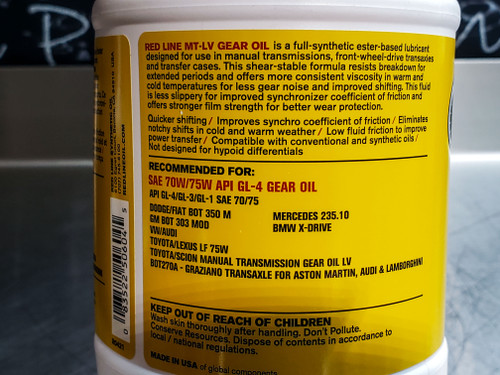 RED LINE MT-LV GEAR OIL is a full-synthetic ester-based lubricant
designed for use in manual transmissions, front-wheel-drive transaxles
and transfer cases. This shear-stable formula resists breakdown for
extended periods and offers more consistent viscosity in warm and
cold temperatures for less gear noise and improved shifting. This fluid
is less slippery for improved synchronizer coefficient of friction and
offers stronger film strength for better wear protection.
Quicker shifting / Improves synchro coefficient of friction / Eliminates
notchy shifts in cold and warm weather / Low fluid friction to improve
power transfer / Compatible with conventional and synthetic oils /
Not designed for hypoid differentials
RECOMMENDED FOR:
SAE 70W/75W API GL-4 GEAR OIL
API GL-4/GL-3/GL-1 SAE 70/75
DODGE/FIAT BOT 350 M
GM BOT 303 MOD
VW/AUDI
TOYOTA/LEXUS LF 75W
TOYOTA/SCION MANUAL TRANSMISSION GEAR OIL LV
BOT270A - GRAZIANO TRANSAXLE FOR ASTON MARTIN, AUDI & LAMBORGHINI
MERCEDES 235.10
BMW X-DRIVE
KEEP OUT OF REACH OF CHILDREN
Wash skin thoroughly after handling. Don't Pollute.
Conserve Resources. Dispose of contents in accordance to
local / national regulations.
MADE IN USA of global components
REDLINEOIL.COM